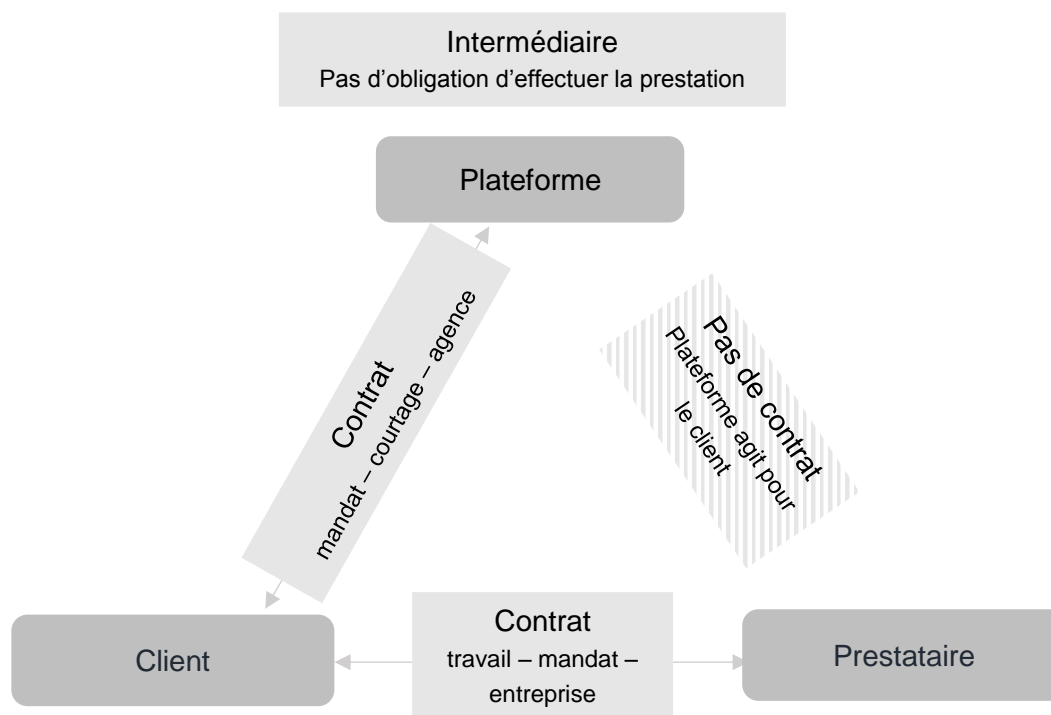 Intermédiaire
Pas d’obligation d’effectuer la prestation
Plateforme
Contrat
mandat – courtage – agence
Pas de contrat
Plateforme agit pour
le client
Client
Contrat
travail – mandat –
entreprise
Prestataire